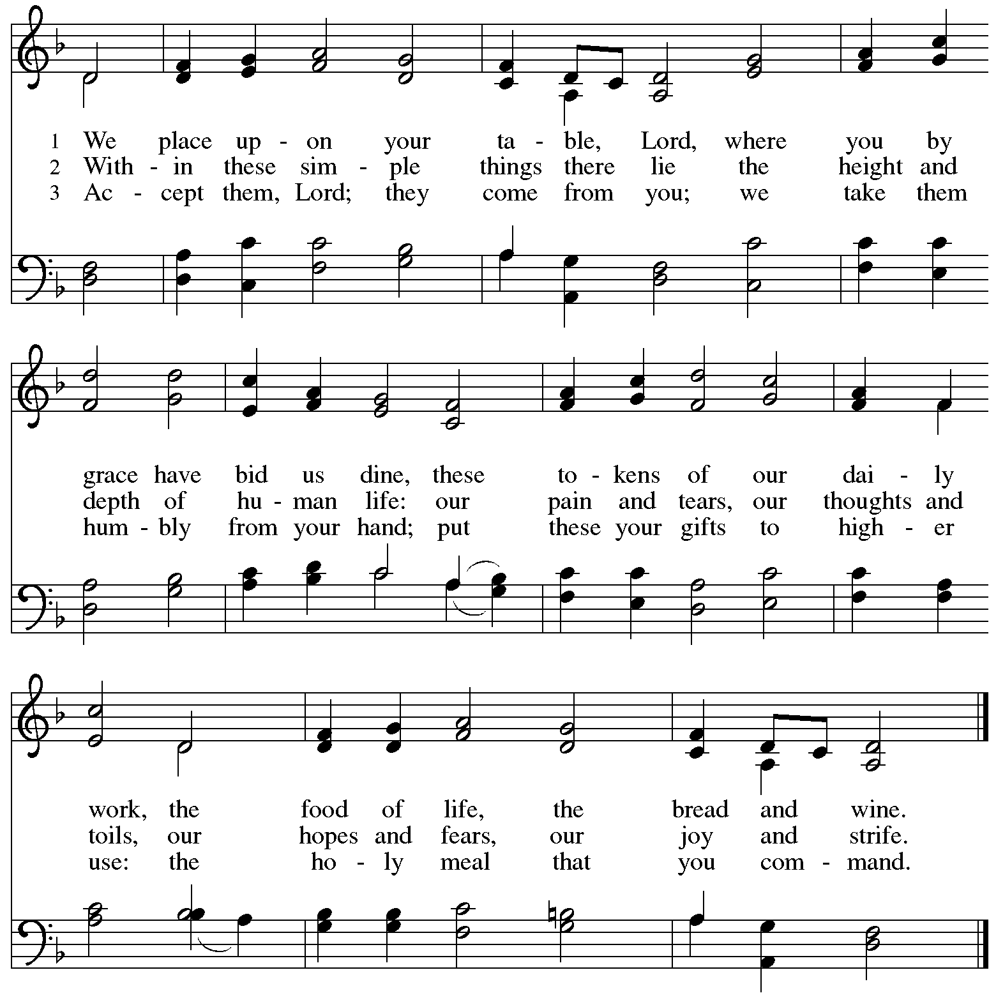 1 We place up - on your ta - ble, Lord, where you by
2 With - in these sim - ple things there lie the height and
3 Ac - cept them, Lord; they come from you; we take them
grace have bid us dine, these to - kens of our dai - ly
depth of hu - man life: our pain and tears, our thoughts and
hum - bly from your hand; put these your gifts to high - er
work, the food of life, the bread and wine.
toils, our hopes and fears, our joy and strife.
use: the ho - ly meal that you com - mand.